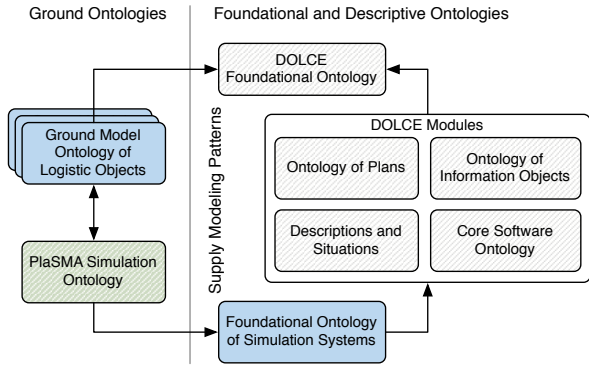 Ground Ontologies
Foundational and Descriptive Ontologies
DOLCE
Foundational Ontology
Ground Model
Ontology of
Logistic Objects
Supply Modeling Patterns
DOLCE Modules
Ontology of Plans
Ontology of
Information Objects
Descriptions and
Situations
Core Software
Ontology
PlaSMA Simulation
Ontology
Foundational Ontology
of Simulation Systems